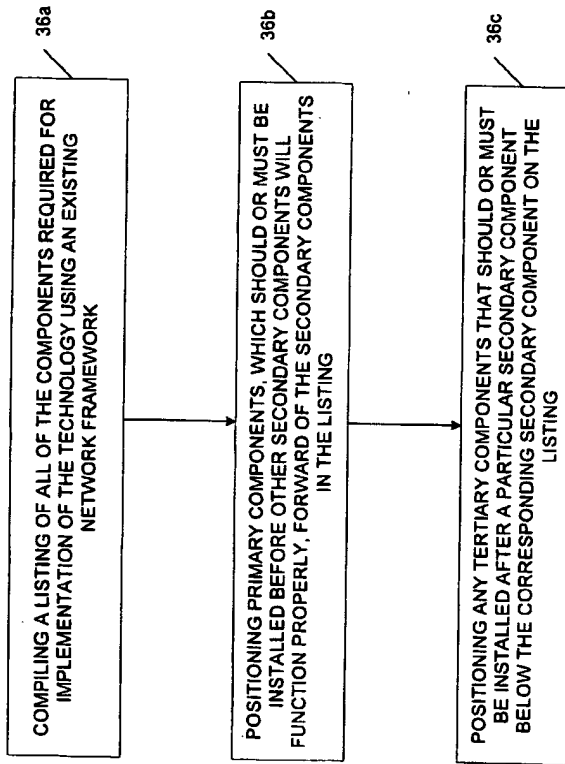 COMPILING A LISTING OF ALL OF THE COMPONENTS REQUIRED FOR
IMPLEMENTATION OF THE TECHNOLOGY USING AN EXISTING
NETWORK FRAMEWORK
36a
POSITIONING PRIMARY COMPONENTS, WHICH SHOULD OR MUST BE
INSTALLED BEFORE OTHER SECONDARY COMPONENTS WILL
FUNCTION PROPERLY, FORWARD OF THE SECONDARY COMPONENTS
IN THE LISTING
36b
POSITIONING ANY TERTIARY COMPONENTS THAT SHOULD OR MUST
BE INSTALLED AFTER A PARTICULAR SECONDARY COMPONENT
BELOW THE CORRESPONDING SECONDARY COMPONENT ON THE
LISTING
36c